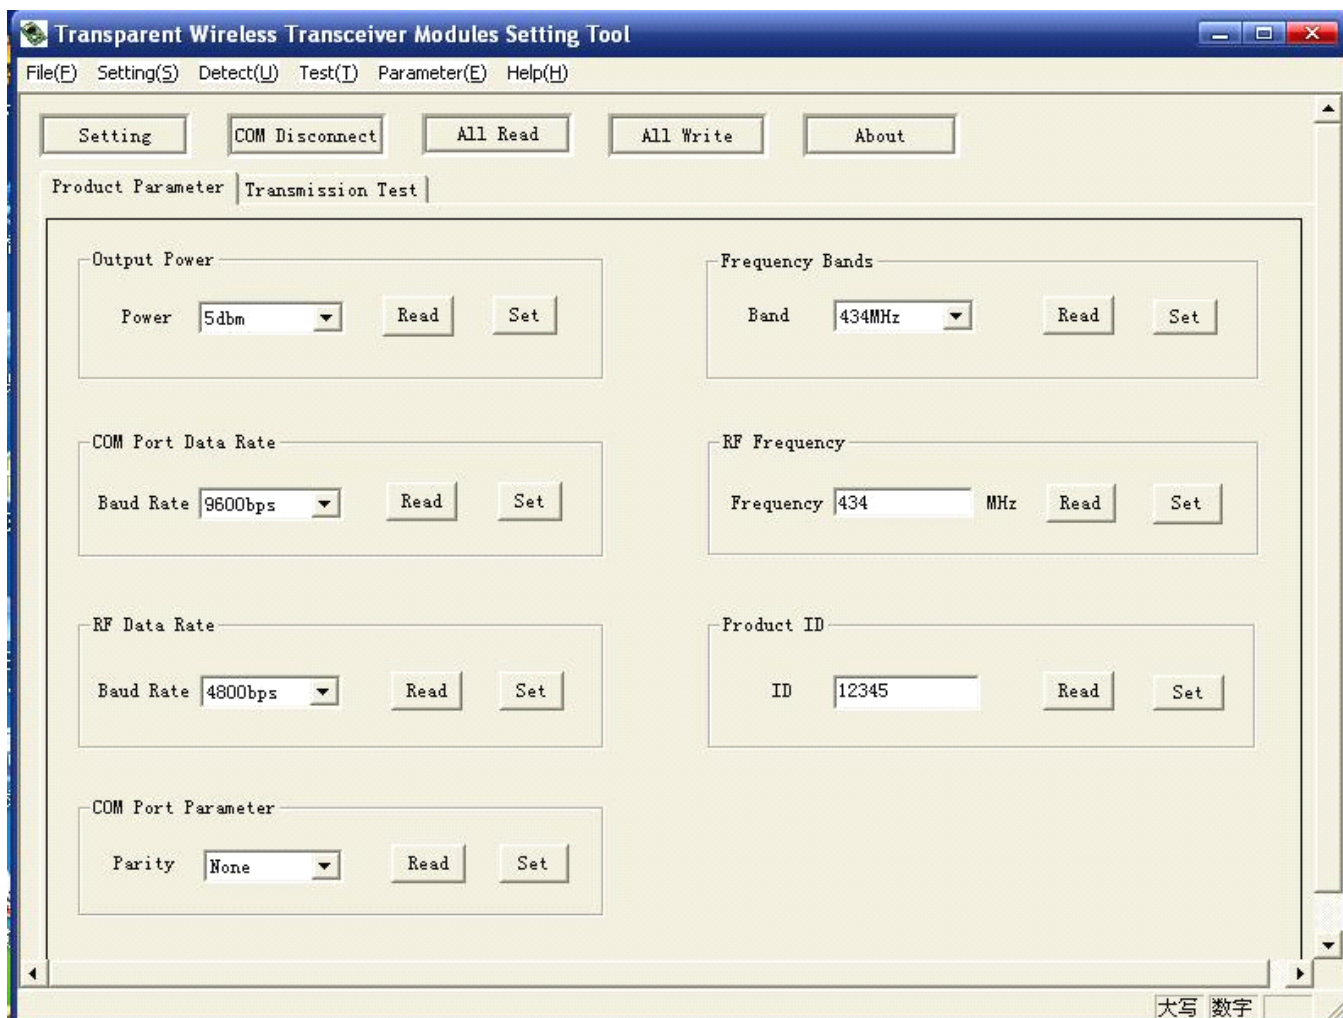 Transparent Wireless Transceiver Modules Setting Tool
File(F) Setting(S) Detect(U) Test(T) Parameter(E) Help(H)
Setting COM Disconnect All Read All Write About
Product Parameter Transmission Test
Output Power
Power 5dbm Read Set
Frequency Bands
Band 434MHz Read Set
COM Port Data Rate
Baud Rate 9600bps Read Set
RF Frequency
Frequency 434 MHz Read Set
RF Data Rate
Baud Rate 4800bps Read Set
Product ID
ID 12345 Read Set
COM Port Parameter
Parity None Read Set
大写 数字